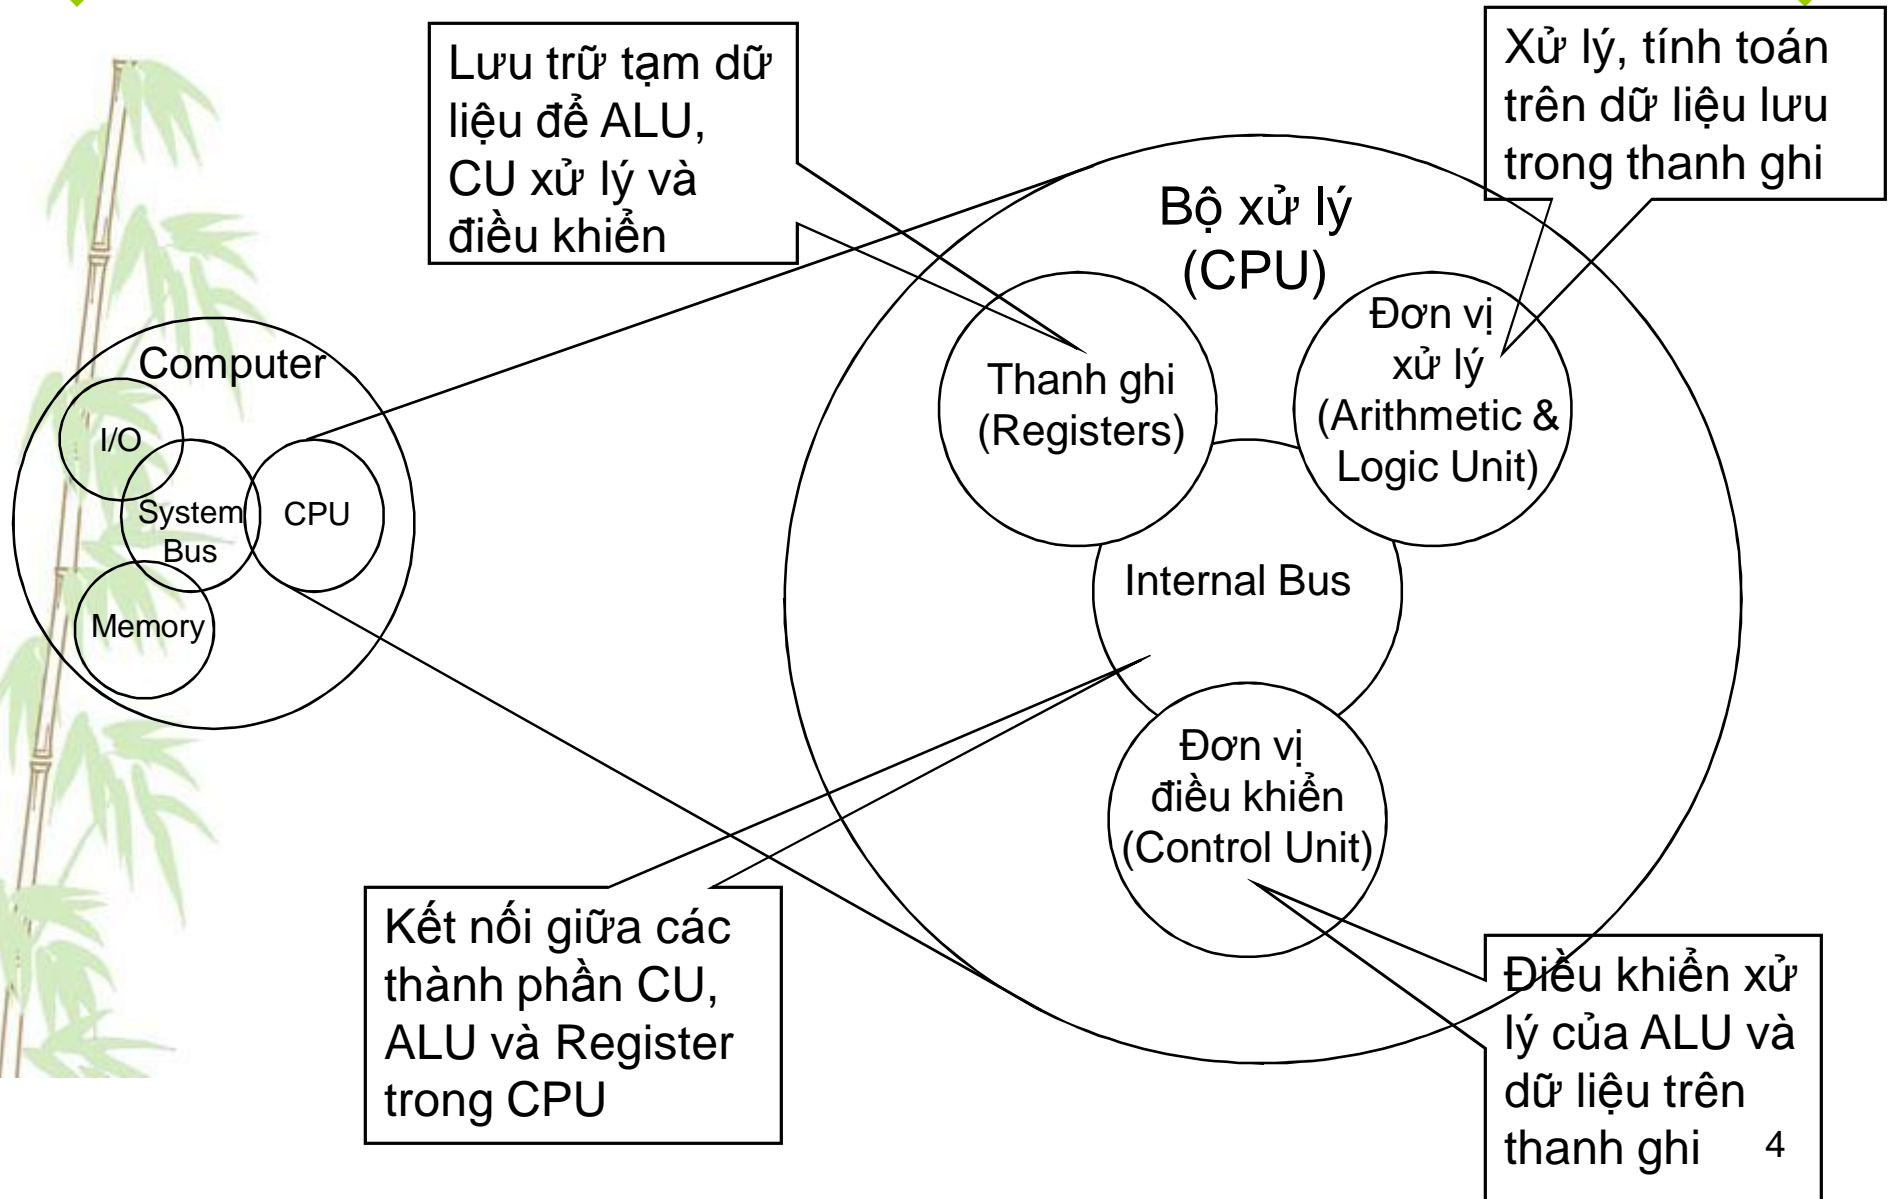 Lưu trữ tạm dữ
liệu để ALU,
CU xử lý và
điều khiển
Xử lý, tính toán
trên dữ liệu lưu
trong thanh ghi
Bộ xử lý
(CPU)
Computer
I/O
System
Bus
CPU
Memory
Thanh ghi
(Registers)
Đơn vị
xử lý
(Arithmetic &
Logic Unit)
Internal Bus
Đơn vị
điều khiển
(Control Unit)
Kết nối giữa các
thành phần CU,
ALU và Register
trong CPU
Điều khiển xử
lý của ALU và
dữ liệu trên
thanh ghi
4